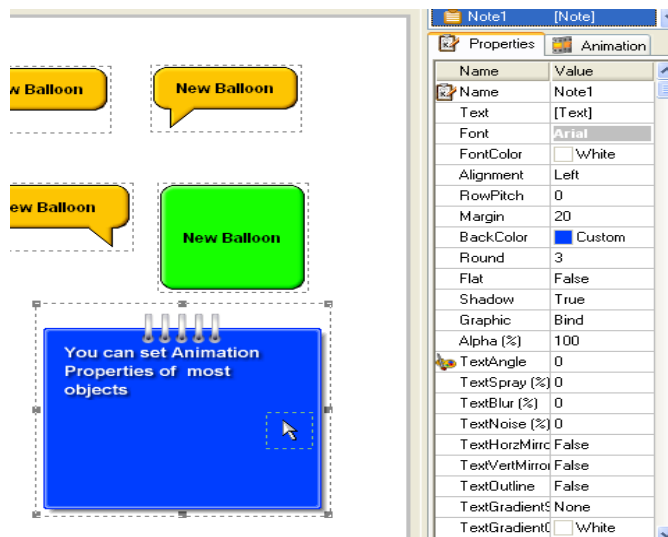 Note1 [Note]
Properties Animation
Name Value
Name Note1
Text [Text]
Font Arial
FontColor White
Alignment Left
RowPitch 0
Margin 20
BackColor Custom
Round 3
Flat False
Shadow True
Graphic Bind
Alpha (%) 100
TextAngle 0
TextSpray (%) 0
TextBlur (%) 0
TextNoise (%) 0
TextHorzMirro False
TextVertMirro False
TextOutline False
TextGradientS None
TextGradientC White
w Balloon
New Balloon
ew Balloon
New Balloon
You can set Animation
Properties of most
objects